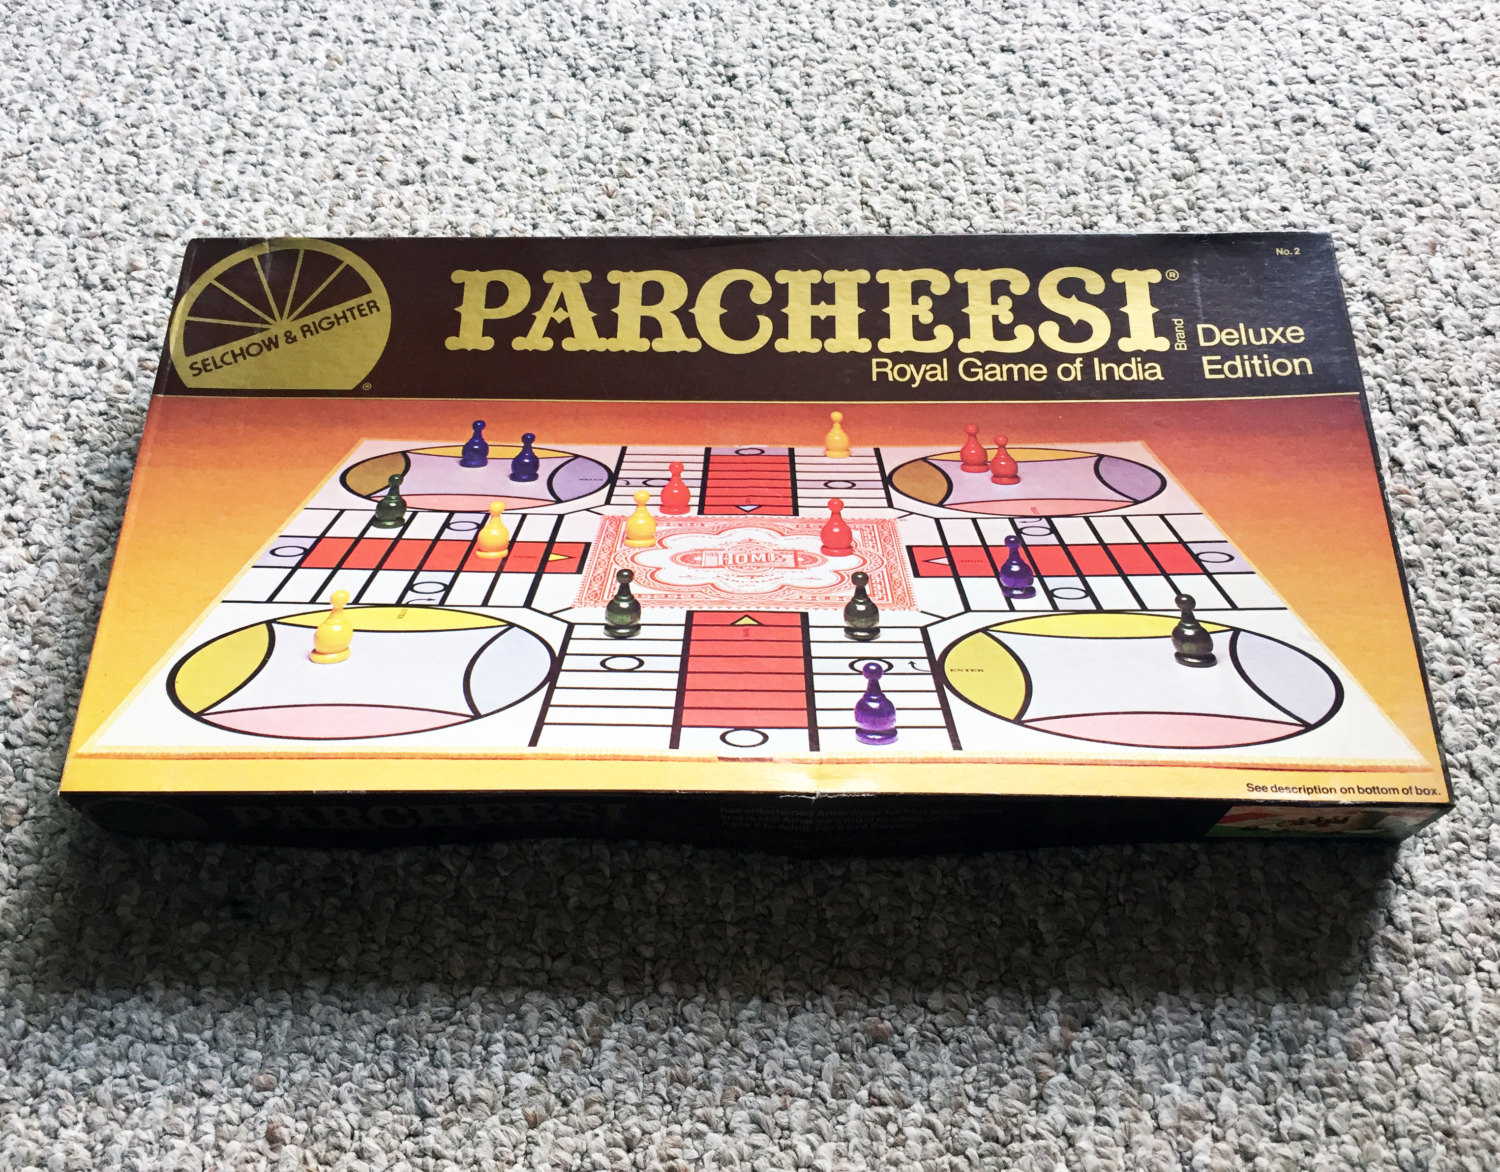 SELCHOW & RIGHTER
®
PARCHEESI®
Brand
Royal Game of India
Deluxe
Edition
No. 2
HOME
HOME
ENTER
See description on bottom of box.
PARCHEESI